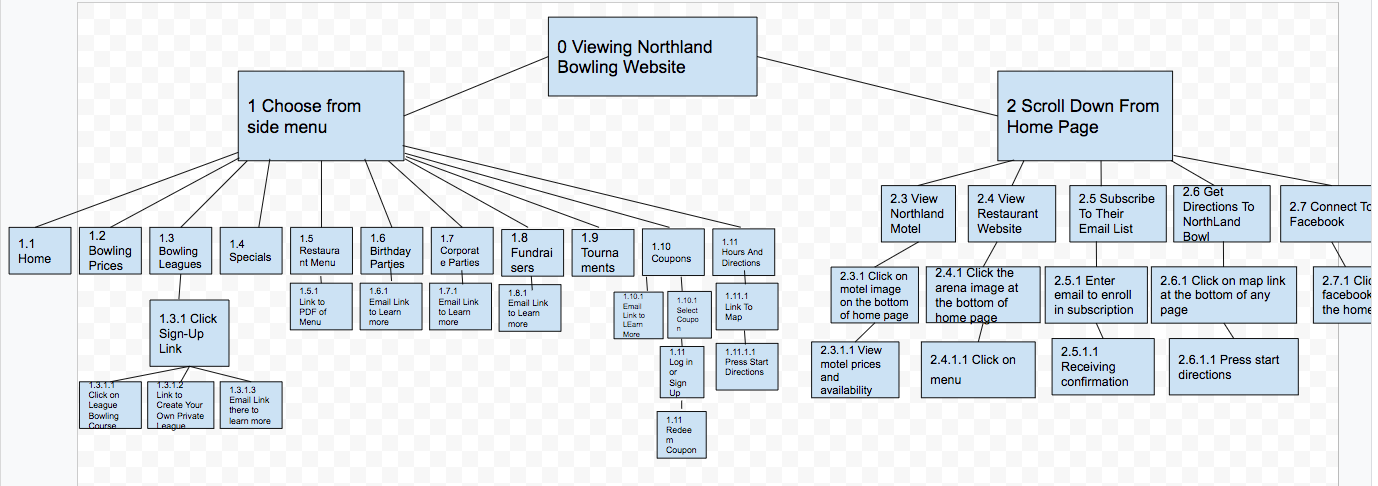 0 Viewing Northland
Bowling Website
1 Choose from
side menu
2 Scroll Down From
Home Page
1.1
Home
1.2
Bowling
Prices
1.3
Bowling
Leagues
1.4
Specials
1.5
Restaura
nt Menu
1.6
Birthday
Parties
1.7
Corporat
e Parties
1.8
Fundrai
sers
1.9
Tourna
ments
1.10
Coupons
1.11
Hours And
Directions
2.3 View
Northland
Motel
2.4 View
Restaurant
Website
2.5 Subscribe
To Their
Email List
2.6 Get
Directions To
NorthLand
Bowl
2.7 Connect To
Facebook
1.3.1 Click
Sign-Up
Link
1.5.1
Link to
PDF of
Menu
1.6.1
Email Link
to Learn
more
1.7.1
Email Link
to Learn
more
1.8.1
Email Link
to Learn
more
1.10.1
Email
Link to
LEarn
More
1.10.1
Select
Coupo
n
1.11.1
Link To
Map
2.3.1 Click on
motel image
on the bottom
of home page
2.4.1 Click the
arena image at
the bottom of
home page
2.5.1 Enter
email to enroll
in subscription
2.6.1 Click on map link
at the bottom of any
page
2.7.1 Clic
facebook
the home
1.3.1.1
Click on
League
Bowling
Course
1.3.1.2
Link to
Create Your
Own Private
League
1.3.1.3
Email Link
there to
learn more
1.11
Log in
or
Sign
Up
1.11.1.1
Press Start
Directions
2.3.1.1 View
motel prices
and
availability
2.4.1.1 Click on
menu
2.5.1.1
Receiving
confirmation
2.6.1.1 Press start
directions
1.11
Redee
m
Coupon